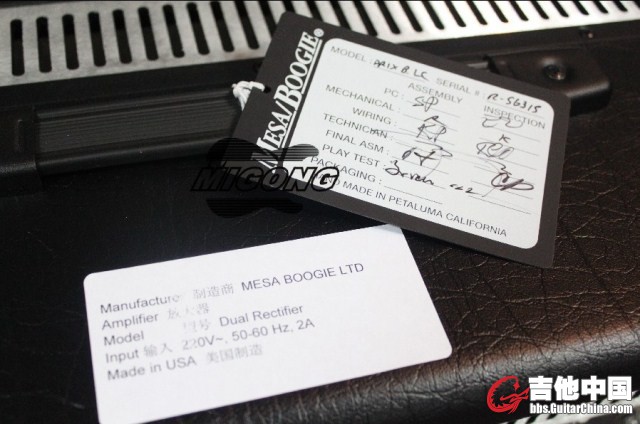 MESA/BOOGIE®
MODEL: SERIAL # R-56315
ASSEMBLY INSPECTION
PC:
MECHANICAL:
WIRING:
TECHNICIAN:
FINAL ASM:
PLAY TEST:
PACKAGING:
MADE IN PETALUMA CALIFORNIA
MIGONG
Manufacture 制造商 MESA BOOGIE LTD
Amplifier 放大器
Model 型号 Dual Rectifier
Input 输入 220V~, 50-60 Hz, 2A
Made in USA 美国制造
吉他中国
bbs.GuitarChina.com